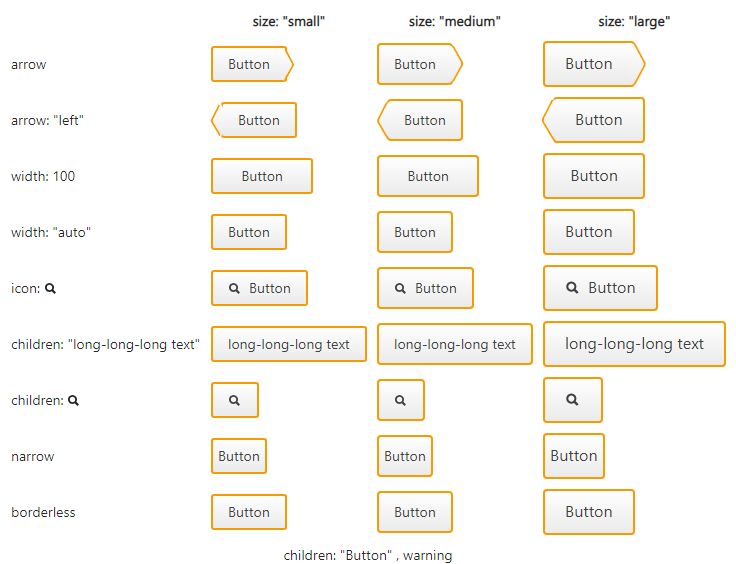 size: "small" size: "medium" size: "large"
arrow Button Button Button
arrow: "left" Button Button Button
width: 100 Button Button Button
width: "auto" Button Button Button
icon: Button Button Button
children: "long-long-long text" long-long-long text long-long-long text long-long-long text
children:
narrow Button Button Button
borderless Button Button Button
children: "Button" , warning